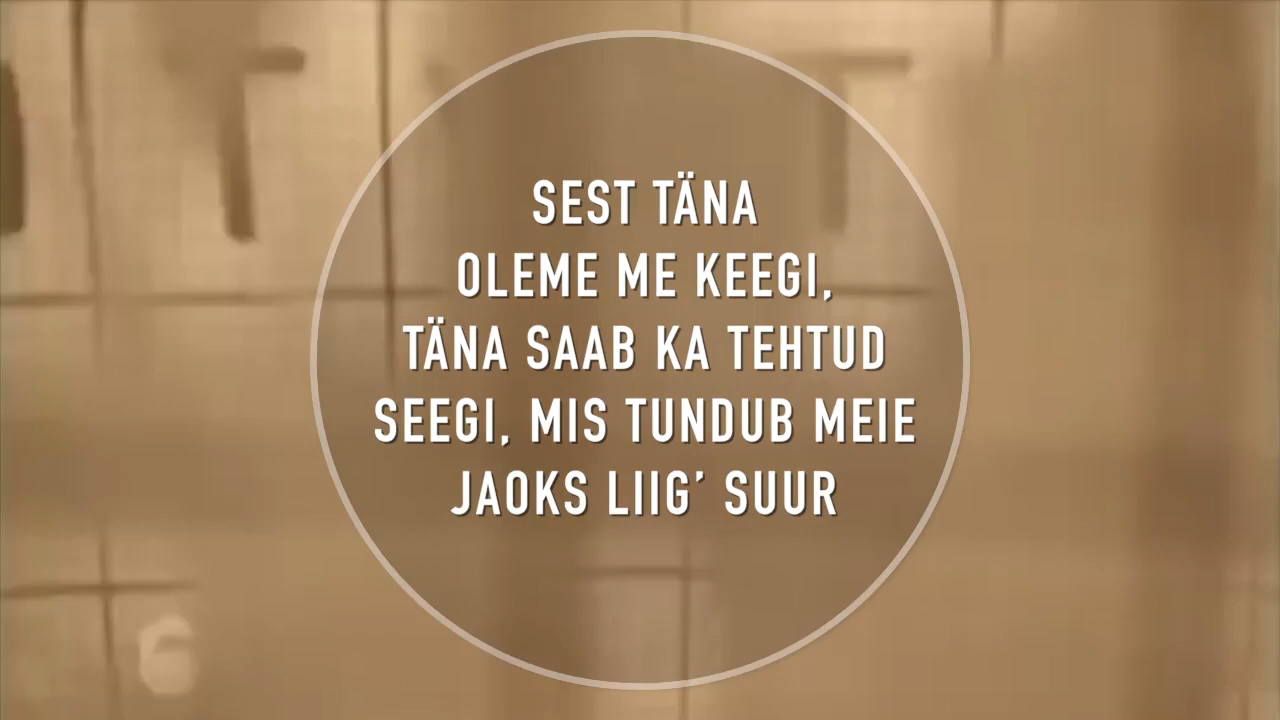 SEST TÄNA
OLEME ME KEEGI,
TÄNA SAAB KA TEHTUD
SEEGI, MIS TUNDUB MEIE
JAOKS LIIG’ SUUR